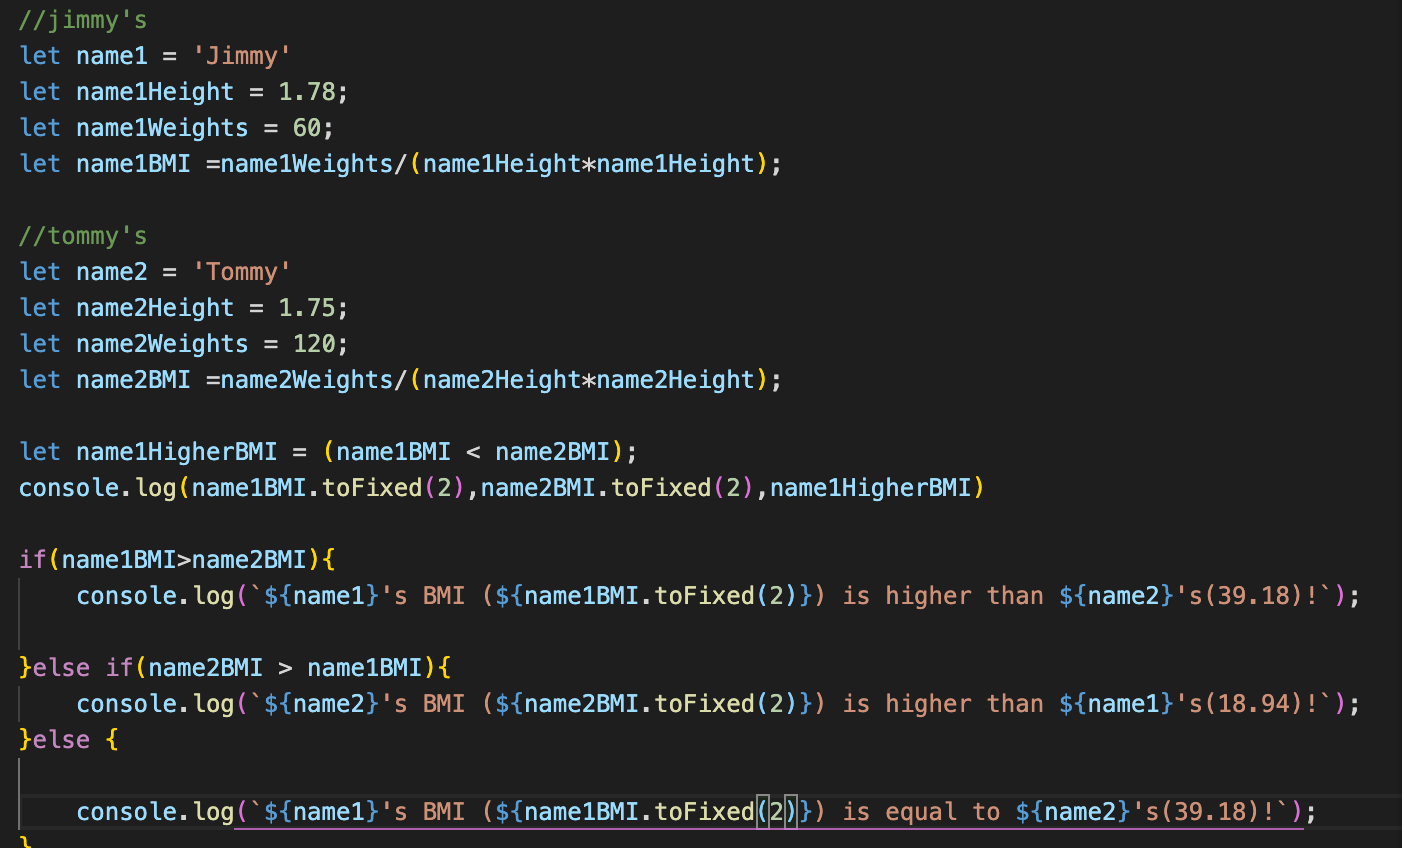 //jimmy's
let name1 = 'Jimmy'
let name1Height = 1.78;
let name1Weights = 60;
let name1BMI =name1Weights/(name1Height*name1Height);
//tommy's
let name2 = 'Tommy'
let name2Height = 1.75;
let name2Weights = 120;
let name2BMI =name2Weights/(name2Height*name2Height);
let name1HigherBMI = (name1BMI < name2BMI);
console.log(name1BMI.toFixed(2),name2BMI.toFixed(2),name1HigherBMI)
if(name1BMI>name2BMI){
    console.log(`${name1}'s BMI (${name1BMI.toFixed(2)}) is higher than ${name2}'s(39.18)!`);
}else if(name2BMI > name1BMI){
    console.log(`${name2}'s BMI (${name2BMI.toFixed(2)}) is higher than ${name1}'s(18.94)!`);
}else {
    console.log(`${name1}'s BMI (${name1BMI.toFixed(2)}) is equal to ${name2}'s(39.18)!`);
}